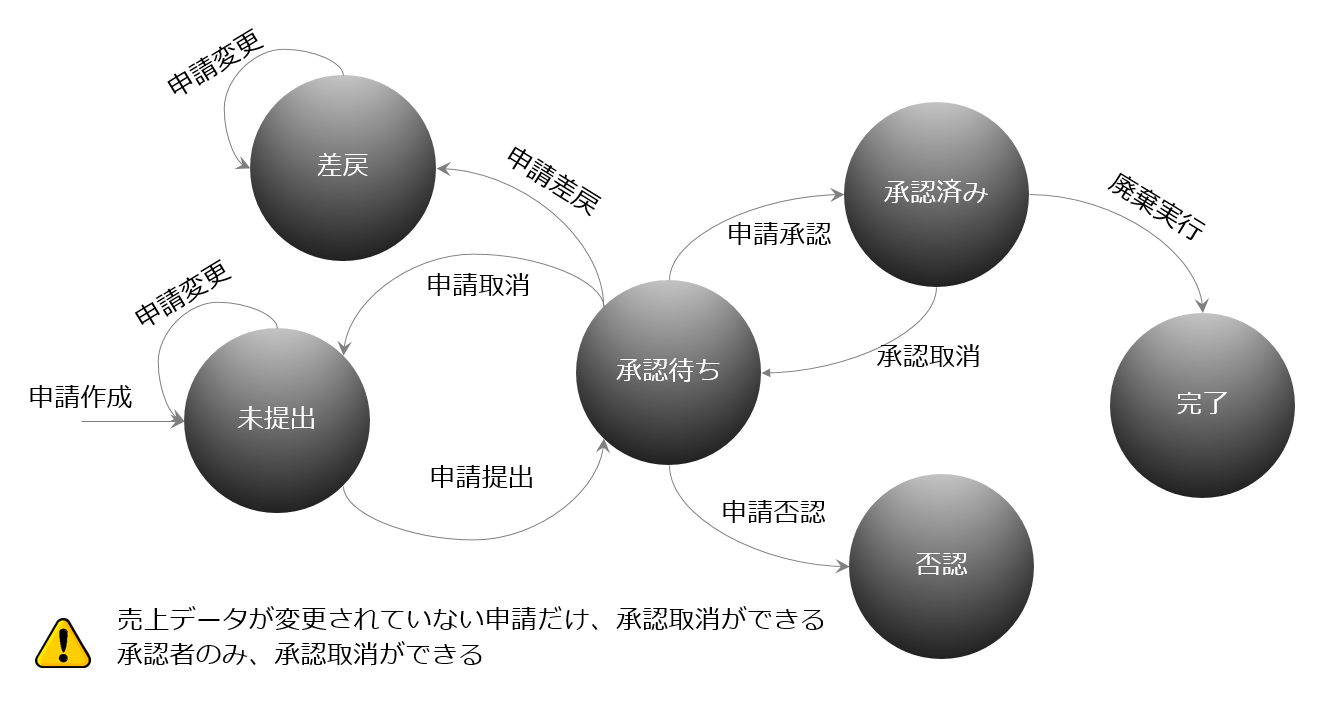 申請変更
差戻
申請差戻
承認済み
廃棄実行
申請承認
申請取消
申請変更
承認待ち
承認取消
申請作成
未提出
完了
申請提出
申請否認
否認
売上データが変更されていない申請だけ、承認取消ができる
承認者のみ、承認取消ができる